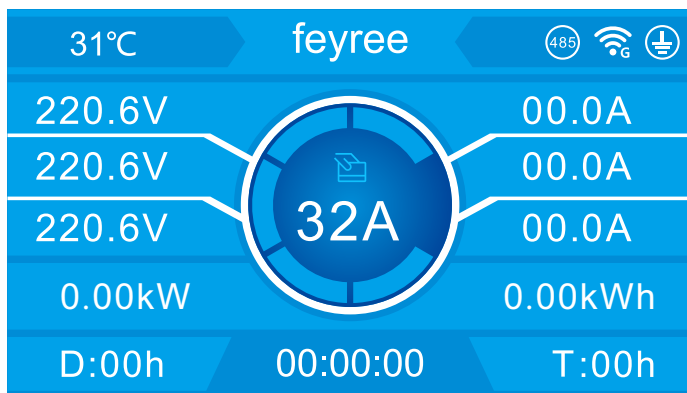 31℃ feyree 485 G
220.6V 00.0A
220.6V 00.0A
220.6V 00.0A
32A
0.00kW 0.00kWh
D:00h 00:00:00 T:00h